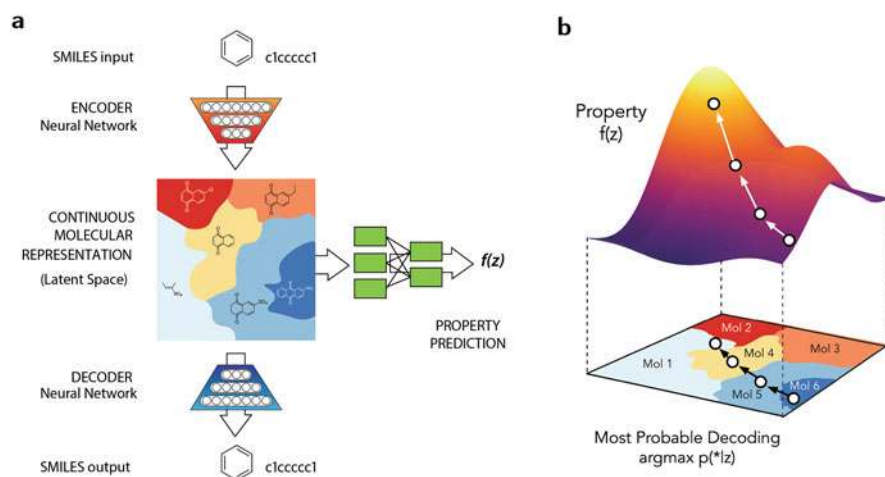 a
SMILES input
c1ccccc1
ENCODER
Neural Network
CONTINUOUS
MOLECULAR
REPRESENTATION
(Latent Space)
f(z)
PROPERTY
PREDICTION
DECODER
Neural Network
SMILES output
c1ccccc1
b
Property
f(z)
Mol 1
Mol 2
Mol 3
Mol 4
Mol 5
Mol 6
Most Probable Decoding
argmax p(*|z)